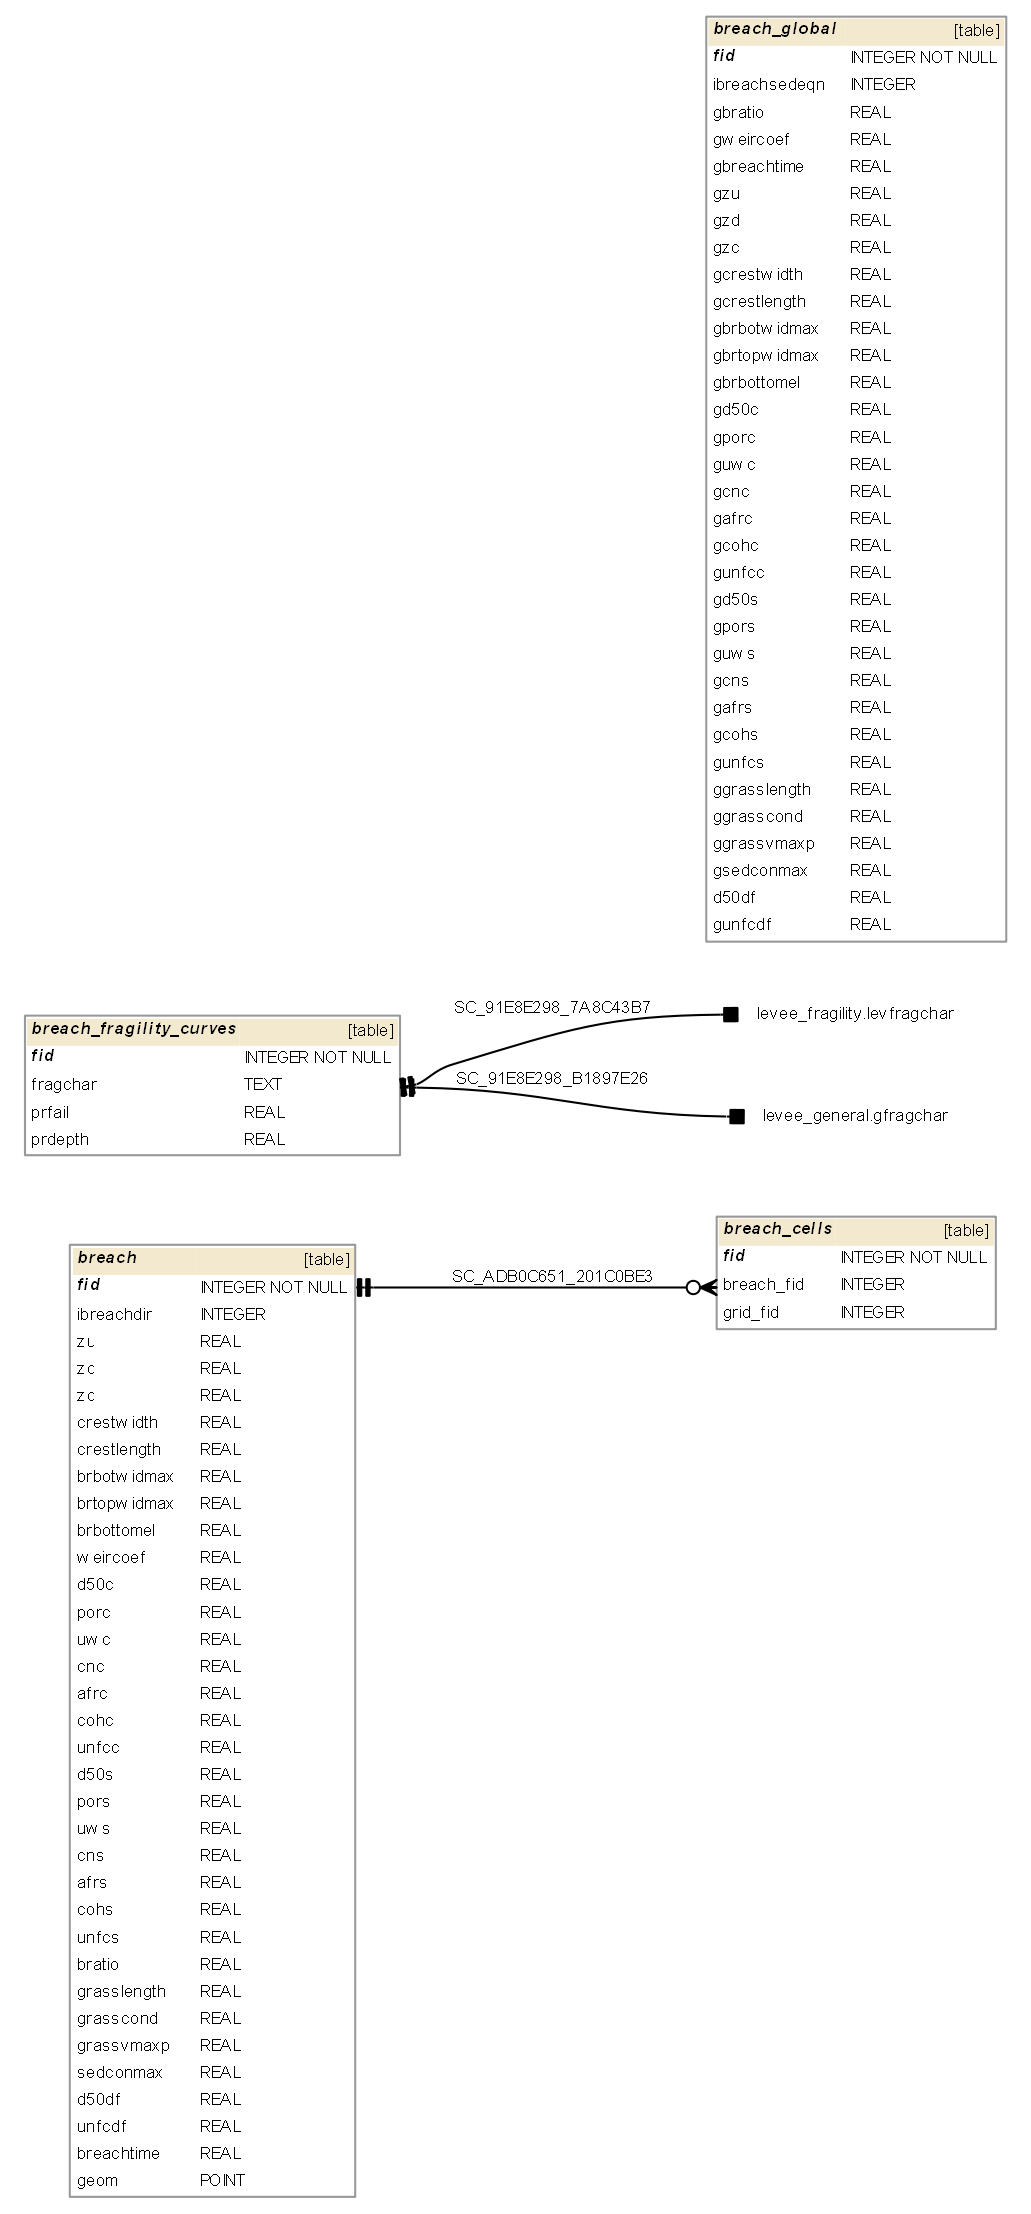 breach_global [table]
fid INTEGER NOT NULL
ibreachsedeqn INTEGER
gbratio REAL
gweircoef REAL
gbreachtime REAL
gzu REAL
gzd REAL
gzc REAL
gcrestwidth REAL
gcrestlength REAL
gbrbotwidmax REAL
gbrtopwidmax REAL
gbrbottomel REAL
gd50c REAL
gporc REAL
guwc REAL
gcnc REAL
gafrc REAL
gcohc REAL
gunfcc REAL
gd50s REAL
gpors REAL
guws REAL
gcns REAL
gafrs REAL
gcohs REAL
gunfcs REAL
ggrasslength REAL
ggrasscond REAL
ggrassvmaxp REAL
gsedconmax REAL
d50df REAL
gunfcdf REAL
breach_fragility_curves [table]
fid INTEGER NOT NULL
fragchar TEXT
prfail REAL
prdepth REAL
SC_91E8E298_7A8C43B7
levee_fragility.levfragchar
SC_91E8E298_B1897E26
levee_general.gfragchar
breach [table]
fid INTEGER NOT NULL
ibreachdir INTEGER
zu REAL
zc REAL
zc REAL
crestwidth REAL
crestlength REAL
brbotwidmax REAL
brtopwidmax REAL
brbottomel REAL
weircoef REAL
d50c REAL
porc REAL
uwc REAL
cnc REAL
afrc REAL
cohc REAL
unfcc REAL
d50s REAL
pors REAL
uws REAL
cns REAL
afrs REAL
cohs REAL
unfcs REAL
bratio REAL
grasslength REAL
grasscond REAL
grassvmaxp REAL
sedconmax REAL
d50df REAL
unfcdf REAL
breachtime REAL
geom POINT
SC_ADB0C651_201C0BE3
breach_cells [table]
fid INTEGER NOT NULL
breach_fid INTEGER
grid_fid INTEGER